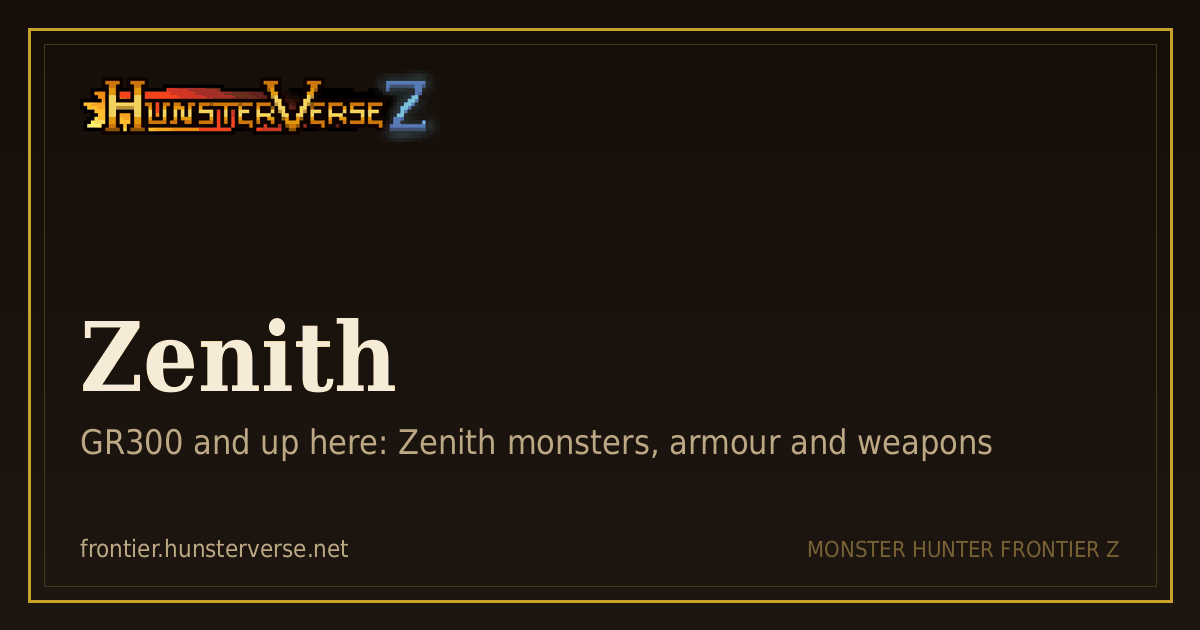 HUNSTERVERSE Z
Zenith
GR300 and up here: Zenith monsters, armour and weapons
frontier.hunsterverse.net
MONSTER HUNTER FRONTIER Z